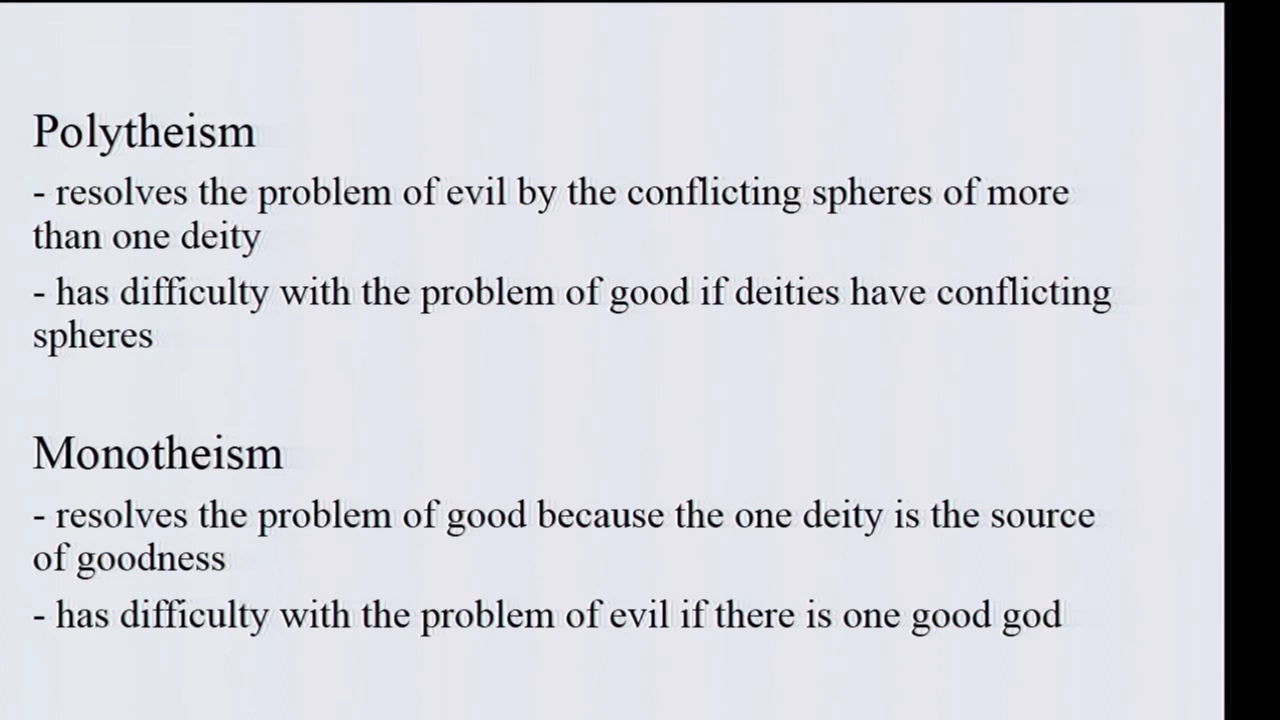 Polytheism
- resolves the problem of evil by the conflicting spheres of more
than one deity
- has difficulty with the problem of good if deities have conflicting
spheres
Monotheism
- resolves the problem of good because the one deity is the source
of goodness
- has difficulty with the problem of evil if there is one good god